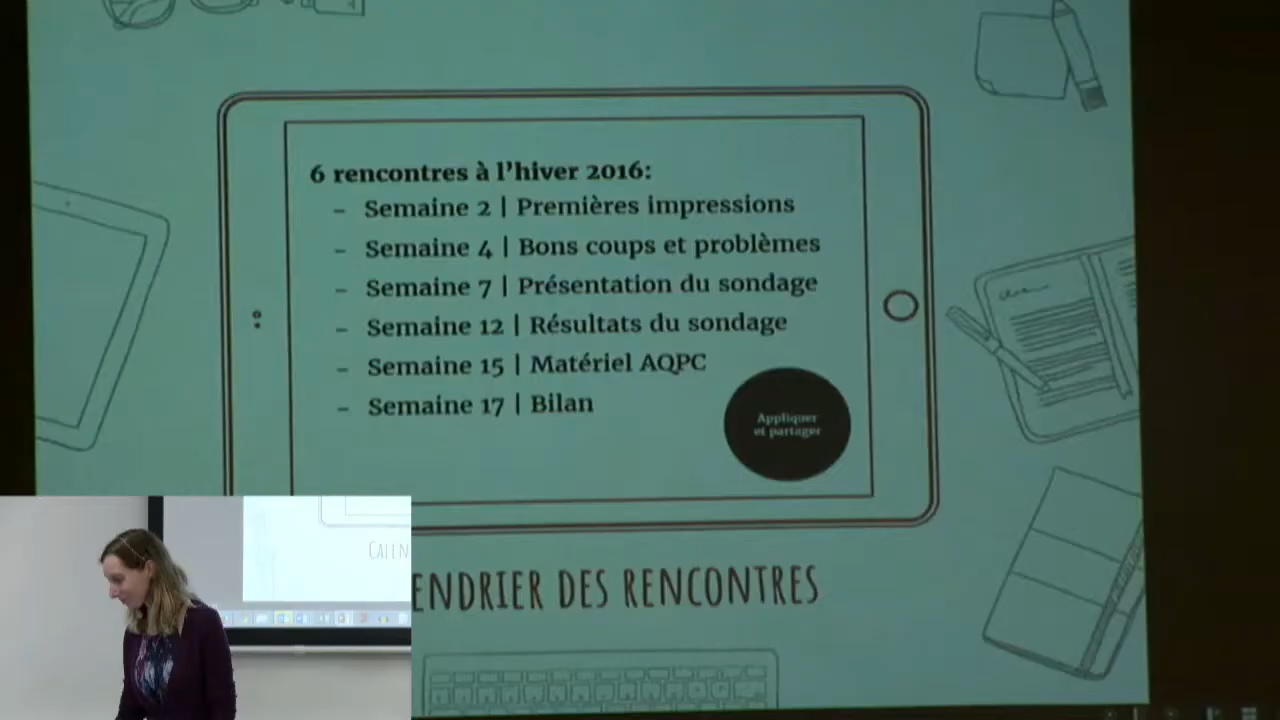 6 rencontres à l'hiver 2016:
- Semaine 2 | Premières impressions
- Semaine 4 | Bons coups et problèmes
- Semaine 7 | Présentation du sondage
- Semaine 12 | Résultats du sondage
- Semaine 15 | Matériel AQPC
- Semaine 17 | Bilan
Appliquer
et partager
CALEN
ENDRIER DES RENCONTRES